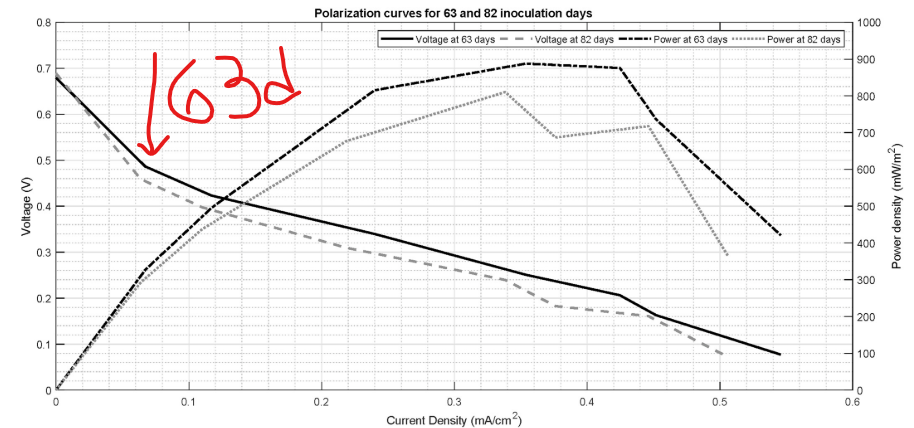 Polarization curves for 63 and 82 inoculation days
Voltage at 63 days Voltage at 82 days Power at 63 days Power at 82 days
63d
Voltage (V)
0.8
0.7
0.6
0.5
0.4
0.3
0.2
0.1
0
Power density (mW/m²)
1000
900
800
700
600
500
400
300
200
100
0
0 0.1 0.2 0.3 0.4 0.5 0.6
Current Density (mA/cm²)